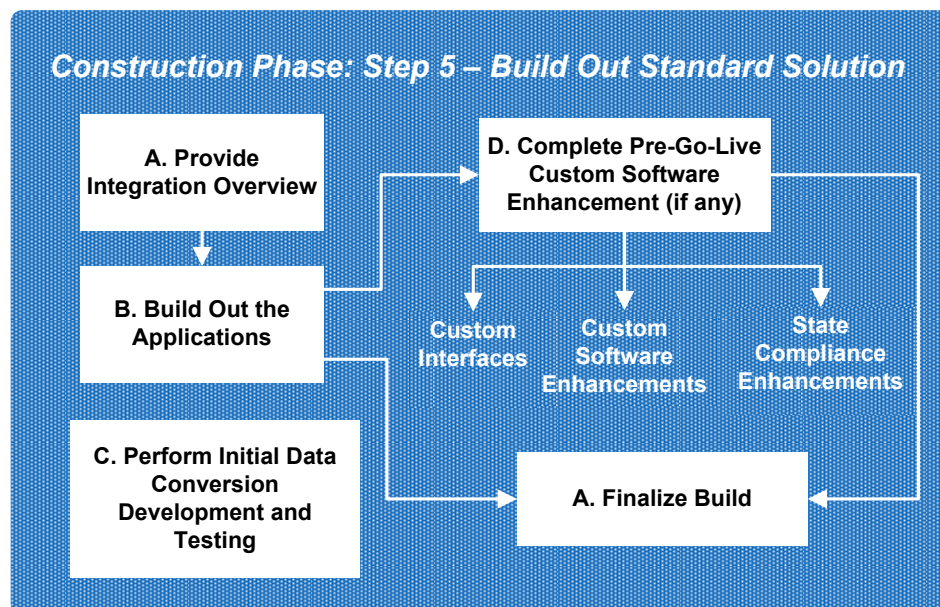 Construction Phase: Step 5 – Build Out Standard Solution
A. Provide
Integration Overview
B. Build Out the
Applications
C. Perform Initial Data
Conversion
Development and
Testing
D. Complete Pre-Go-Live
Custom Software
Enhancement (if any)
Custom
Interfaces
Custom
Software
Enhancements
State
Compliance
Enhancements
A. Finalize Build